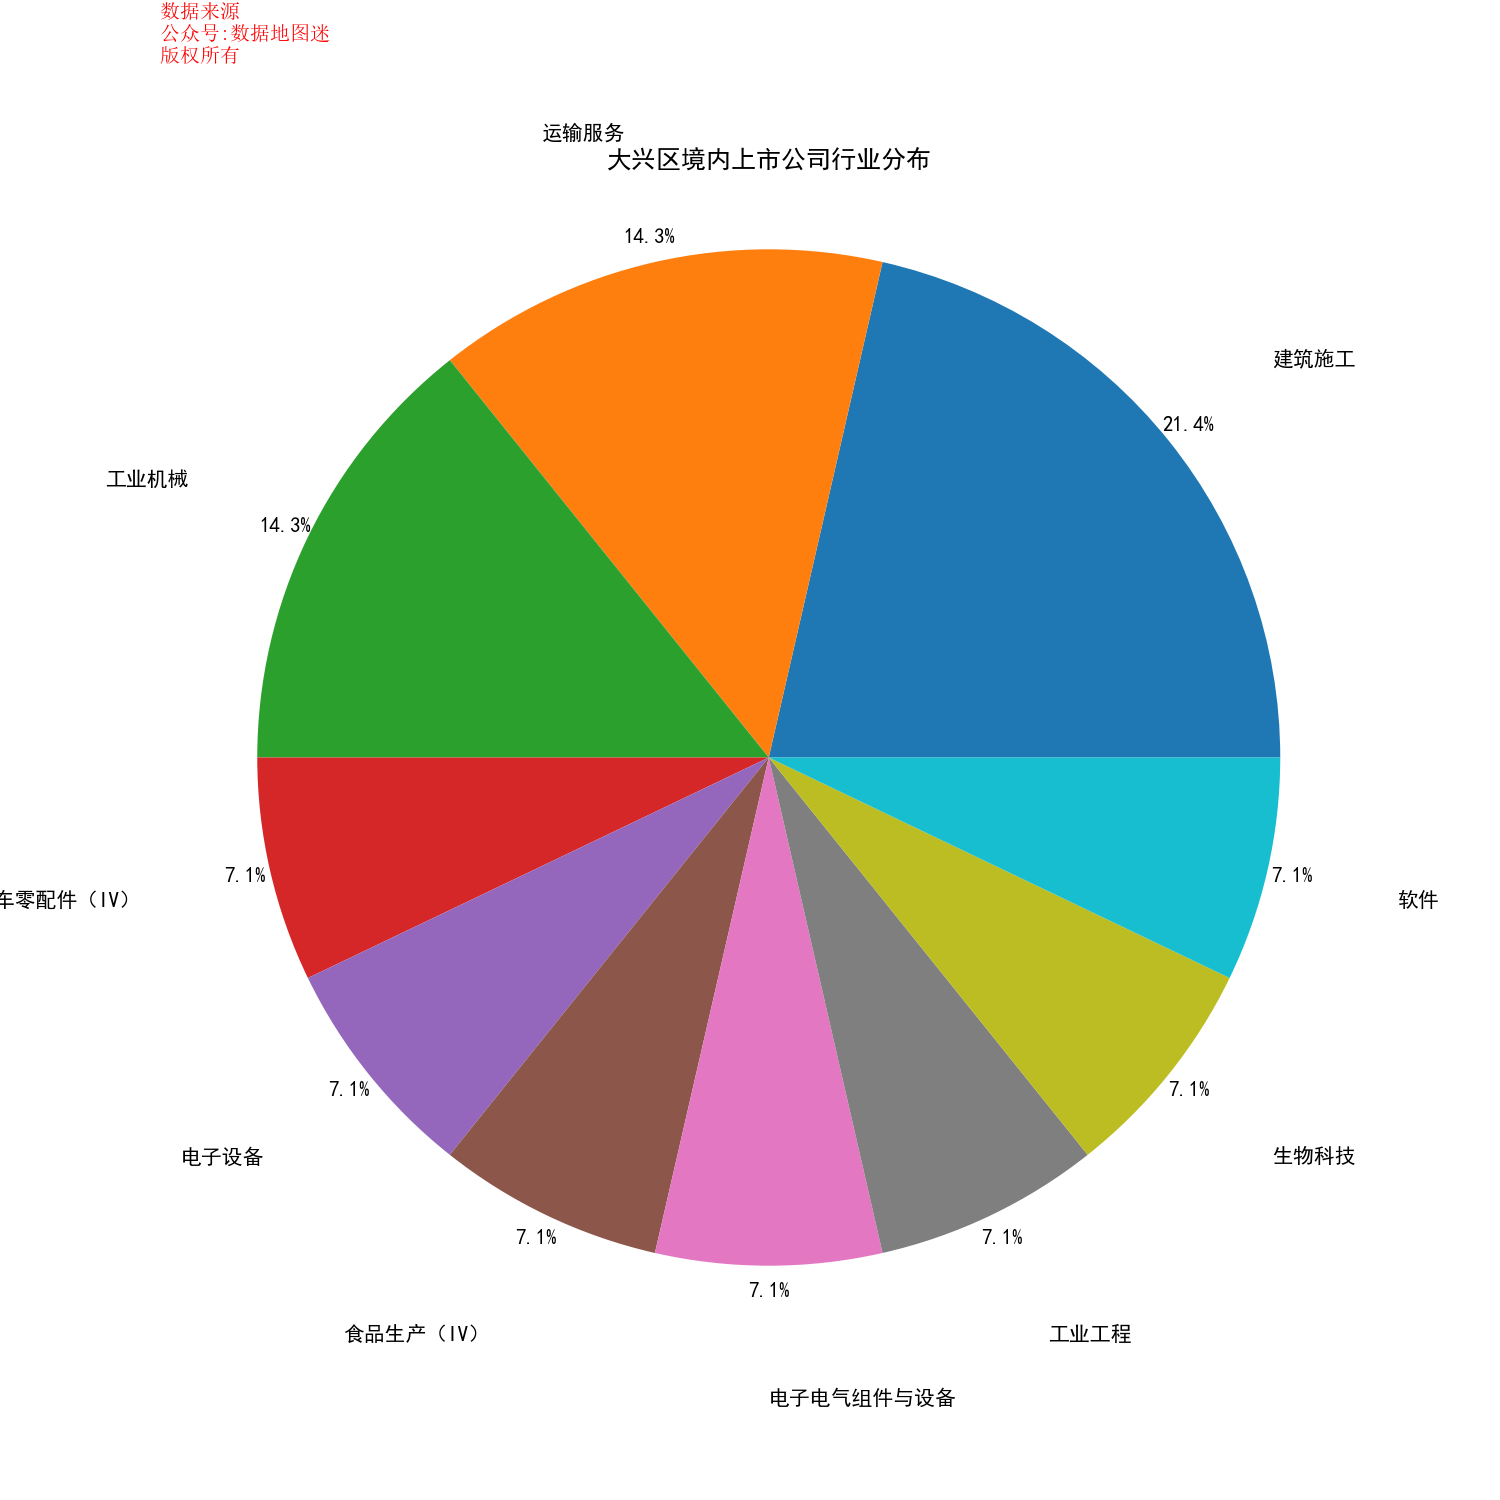 数据来源
公众号:数据地图迷
版权所有
运输服务
大兴区境内上市公司行业分布
14.3%
建筑施工
21.4%
工业机械
14.3%
7.1%
车零配件（IV）
7.1%
软件
7.1%
电子设备
7.1%
生物科技
7.1%
食品生产（IV）
7.1%
电子电气组件与设备
7.1%
工业工程